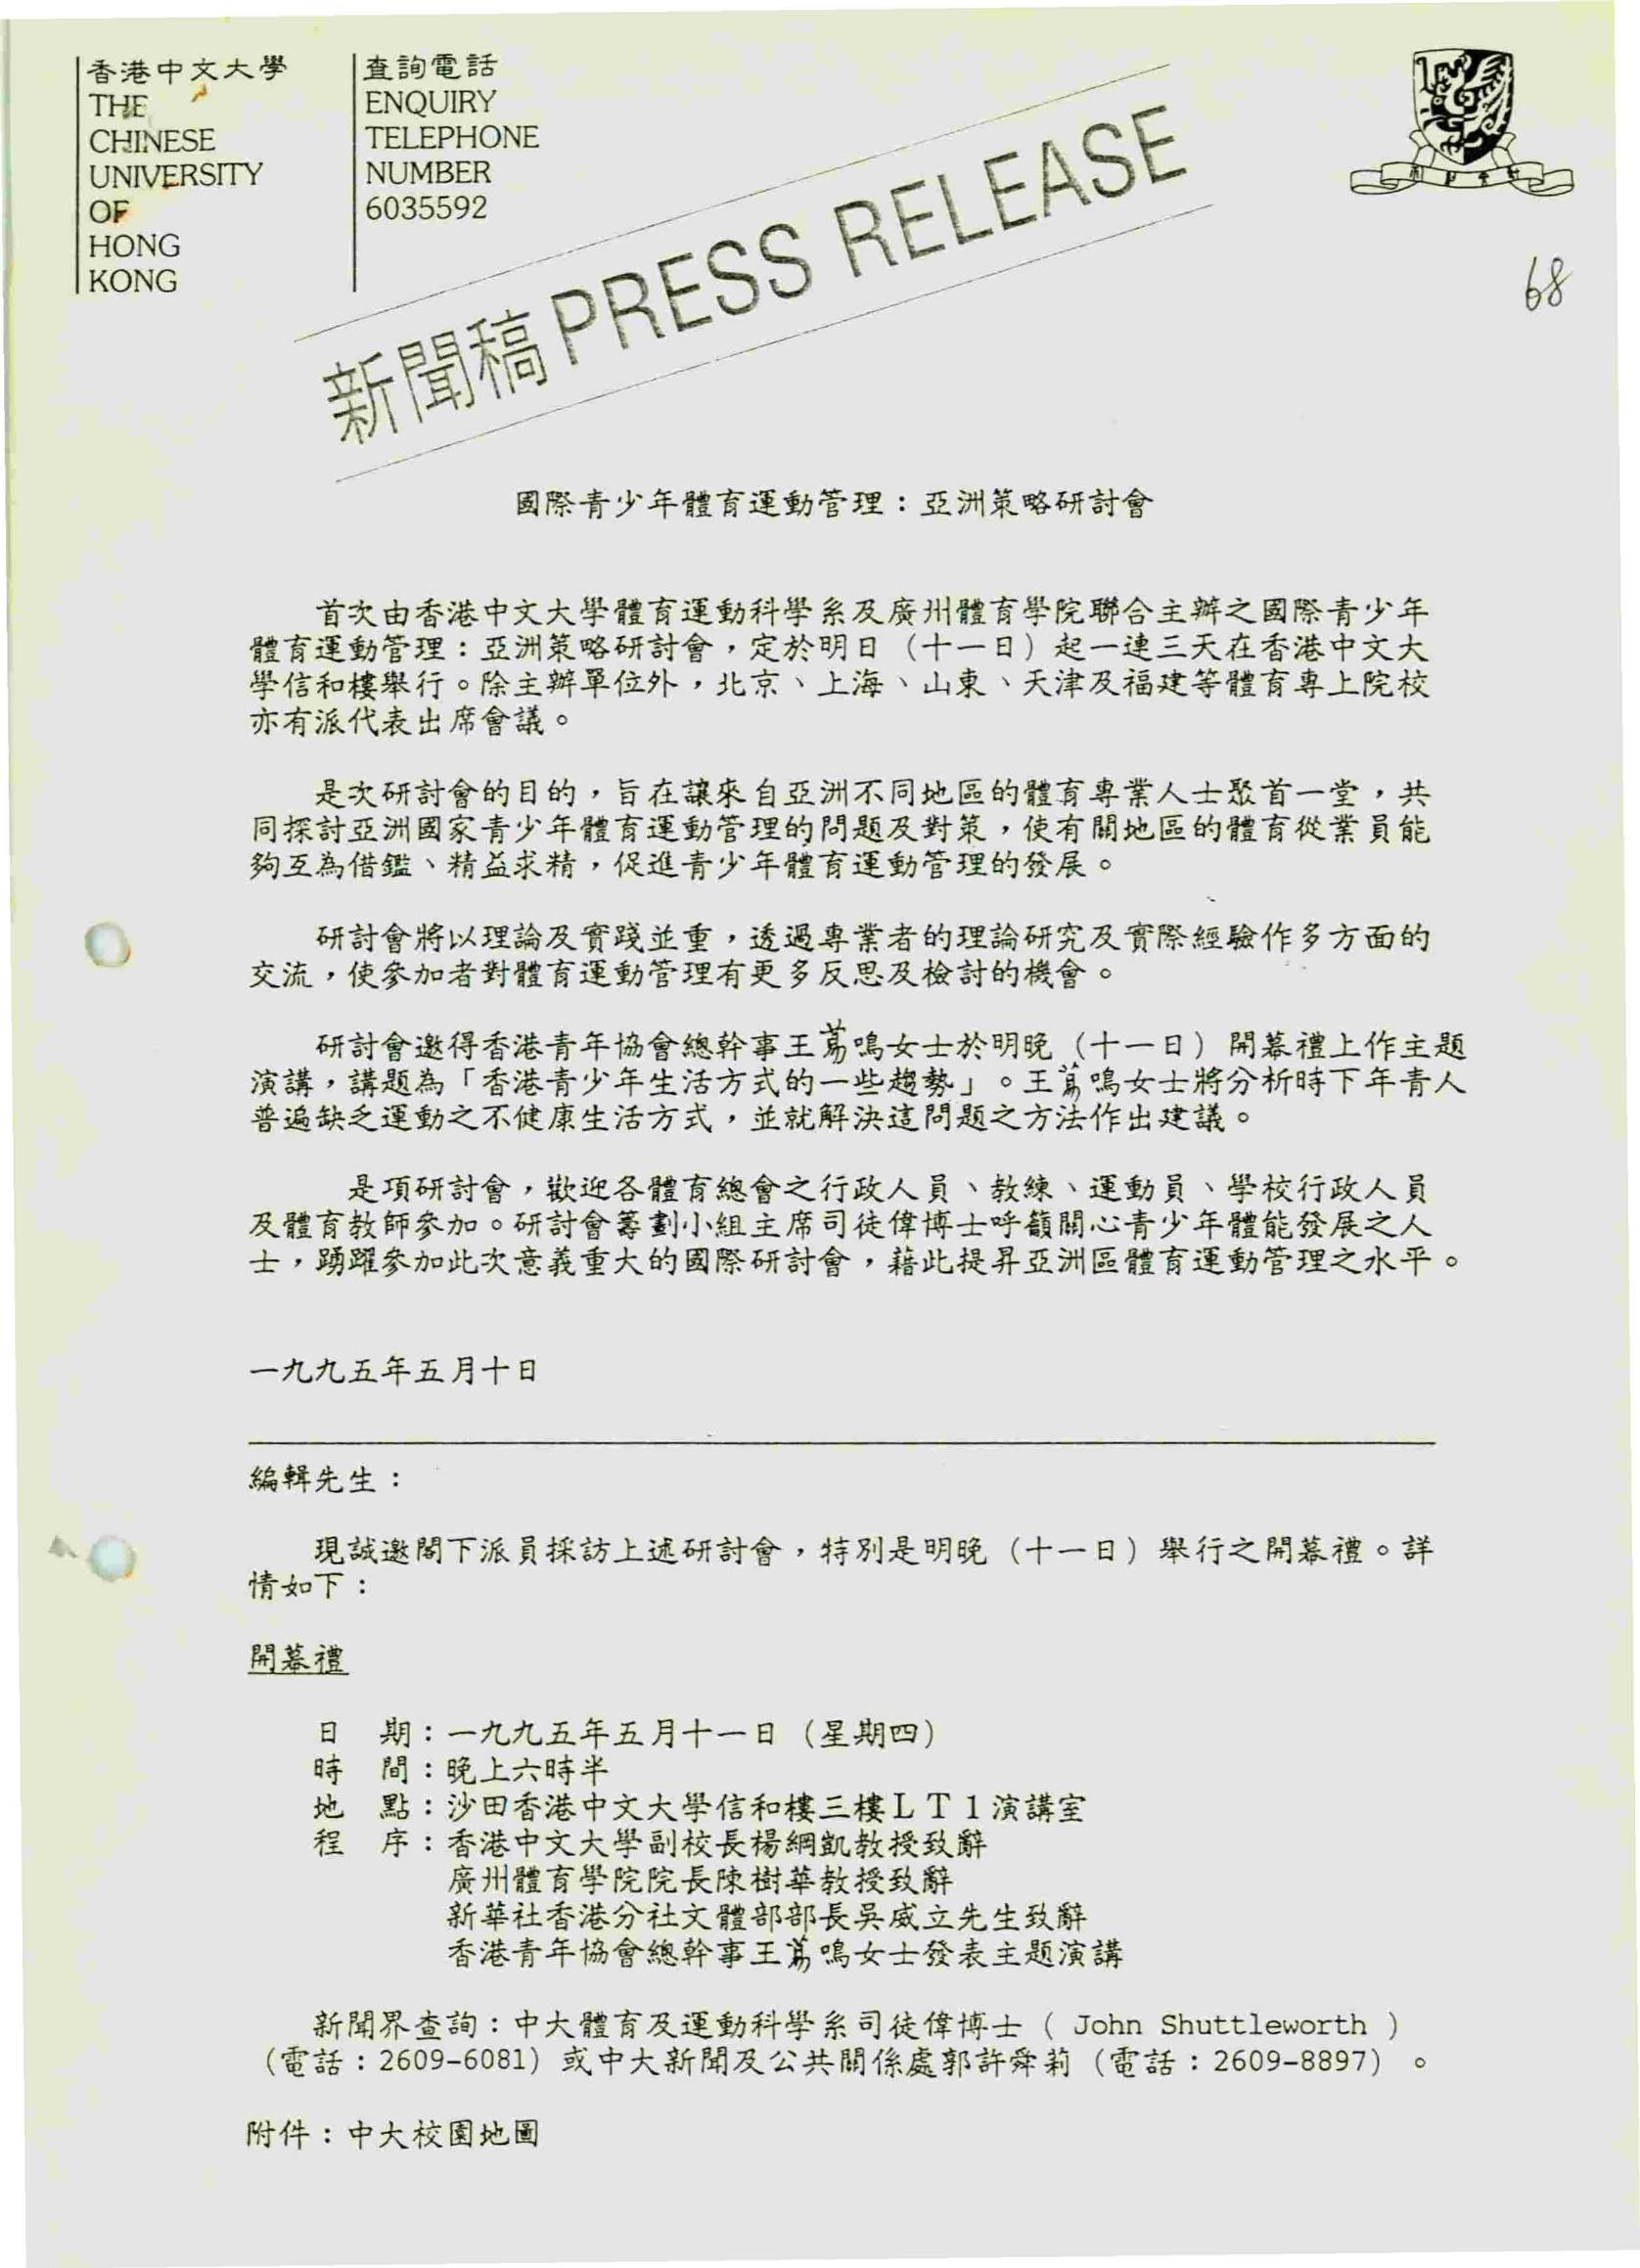 香港中文大學
THE
CHINESE
UNIVERSITY
OF
HONG
KONG
查詢電話
ENQUIRY
TELEPHONE
NUMBER
6035592
新聞稿 PRESS RELEASE
68
國際青少年體育運動管理：亞洲策略研討會
首次由香港中文大學體育運動科學系及廣州體育學院聯合主辦之國際青少年
體育運動管理：亞洲策略研討會，定於明日（十一日）起一連三天在香港中文大
學信和樓舉行。除主辦單位外，北京、上海、山東、天津及福建等體育專上院校
亦有派代表出席會議。
是次研討會的目的，旨在讓來自亞洲不同地區的體育專業人士聚首一堂，共
同探討亞洲國家青少年體育運動管理的問題及對策，使有關地區的體育從業員能
夠互為借鑑、精益求精，促進青少年體育運動管理的發展。
研討會將以理論及實踐並重，透過專業者的理論研究及實際經驗作多方面的
交流，使參加者對體育運動管理有更多反思及檢討的機會。
研討會邀得香港青年協會總幹事王䓪鳴女士於明晚（十一日）開幕禮上作主題
演講，講題為「香港青少年生活方式的一些趨勢」。王䓪鳴女士將分析時下年青人
普遍缺乏運動之不健康生活方式，並就解決這問題之方法作出建議。
是項研討會，歡迎各體育總會之行政人員、教練、運動員、學校行政人員
及體育教師參加。研討會籌劃小組主席司徒偉博士呼籲關心青少年體能發展之人
士，踴躍參加此次意義重大的國際研討會，藉此提昇亞洲區體育運動管理之水平。
一九九五年五月十日
編輯先生：
現誠邀閣下派員採訪上述研討會，特別是明晚（十一日）舉行之開幕禮。詳
情如下：
開幕禮
日　期：一九九五年五月十一日（星期四）
時　間：晚上六時半
地　點：沙田香港中文大學信和樓三樓ＬＴ１演講室
程　序：香港中文大學副校長楊綱凱教授致辭
廣州體育學院院長陳樹華教授致辭
新華社香港分社文體部部長吳威立先生致辭
香港青年協會總幹事王䓪鳴女士發表主題演講
新聞界查詢：中大體育及運動科學系司徒偉博士（ John Shuttleworth ）
（電話：2609-6081）或中大新聞及公共關係處郭許舜莉（電話：2609-8897）。
附件：中大校園地圖